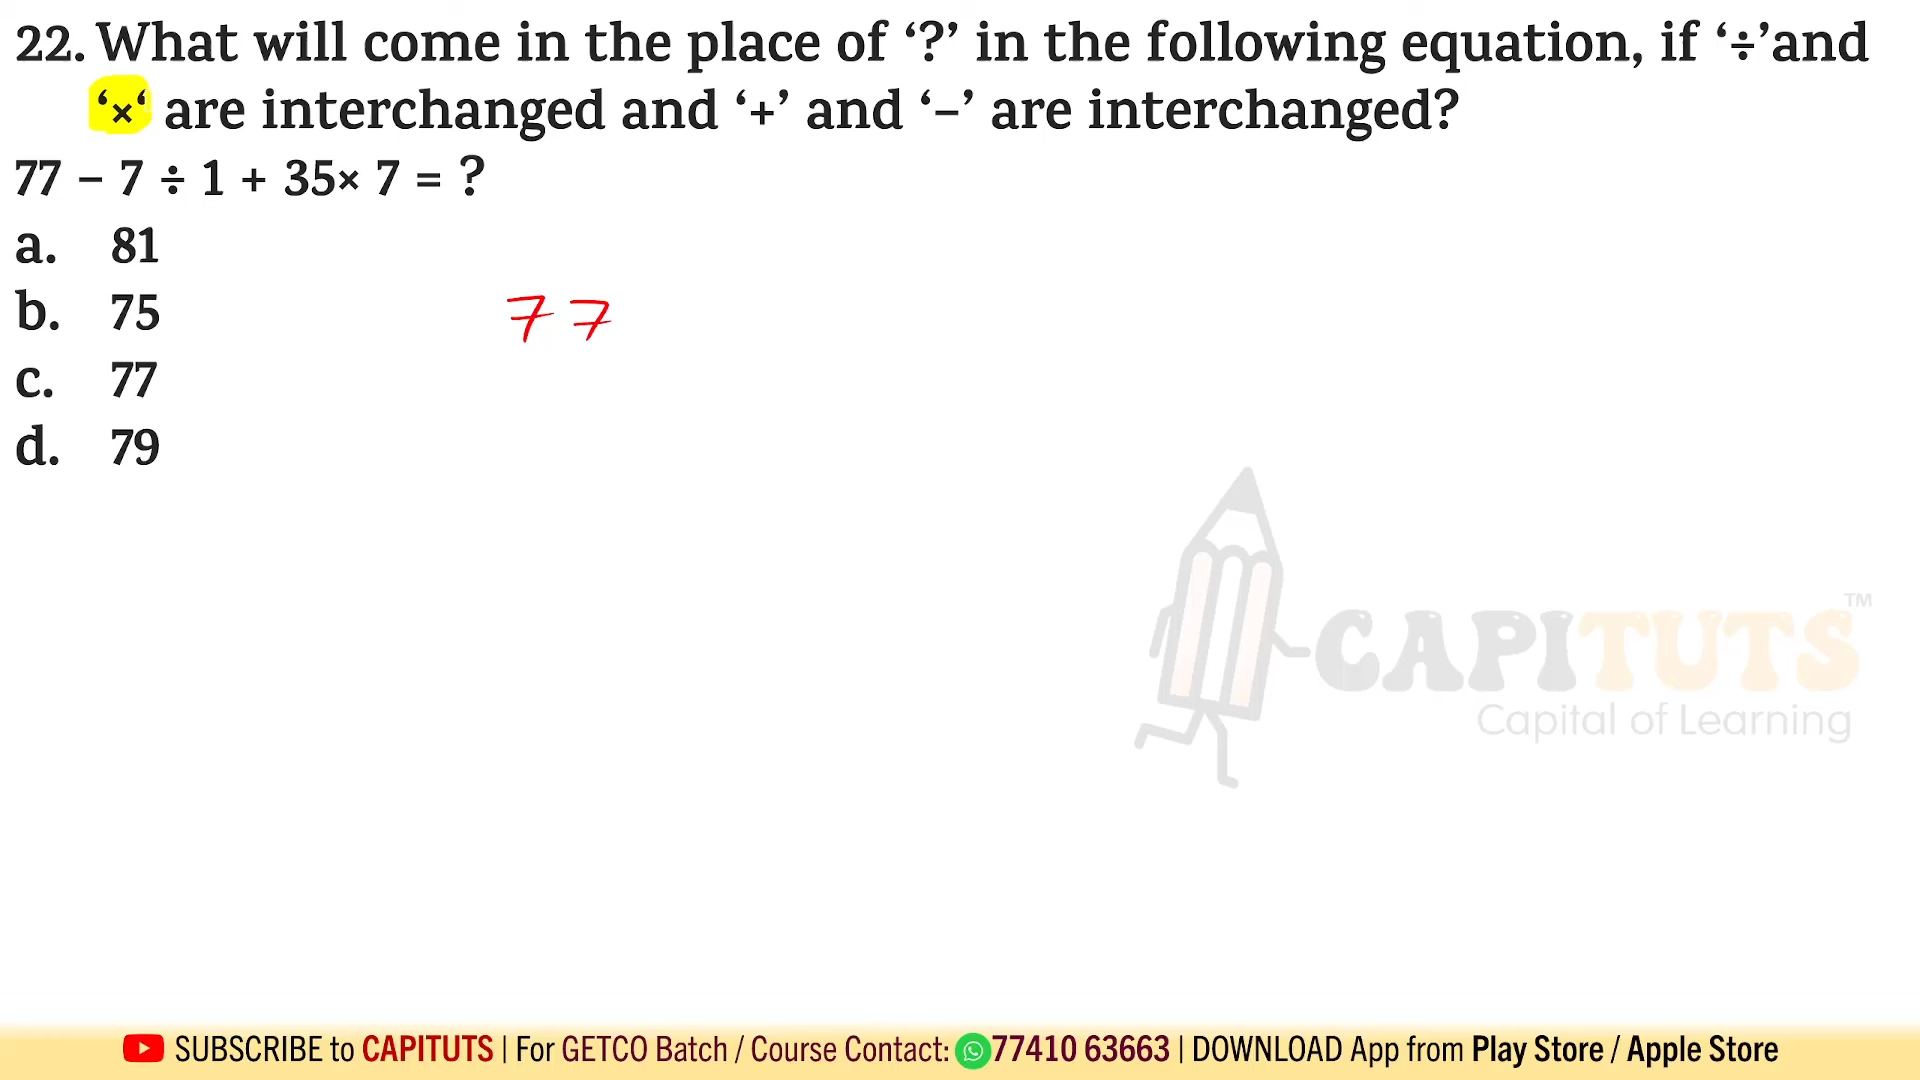 22. What will come in the place of ‘?’ in the following equation, if ‘÷’and
‘×‘ are interchanged and ‘+’ and ‘−’ are interchanged?
77 − 7 ÷ 1 + 35× 7 = ?
a. 81
b. 75
c. 77
d. 79
77
CAPITUTS™
Capital of Learning
SUBSCRIBE to CAPITUTS | For GETCO Batch / Course Contact: 77410 63663 | DOWNLOAD App from Play Store / Apple Store